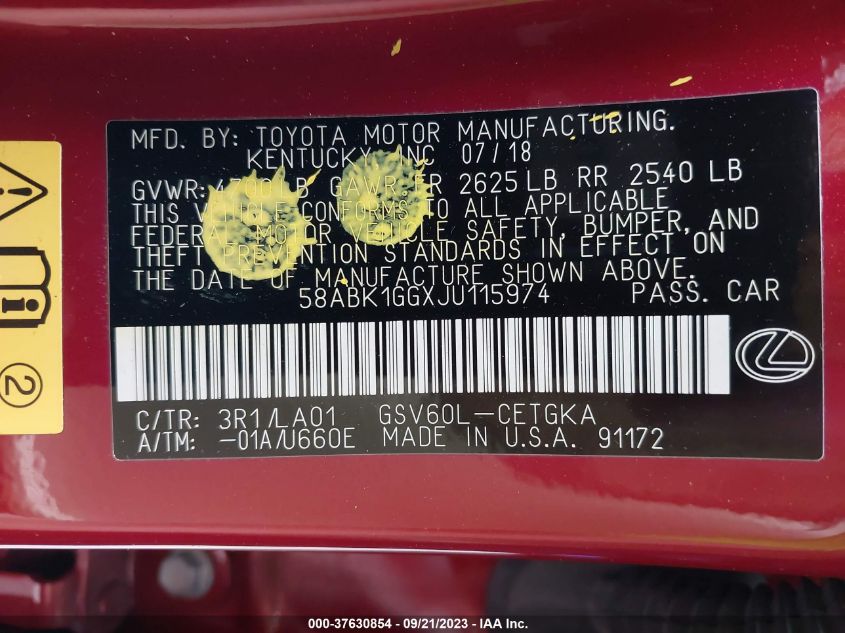 MFD. BY: TOYOTA MOTOR MANUFACTURING.
KENTUCKY, INC 07/18
GVWR: LB GAWR: FR 2625 LB RR 2540 LB
THIS VEHICLE CONFORMS TO ALL APPLICABLE
FEDERAL MOTOR VEHICLE SAFETY, BUMPER, AND
THEFT PREVENTION STANDARDS IN EFFECT ON
THE DATE OF MANUFACTURE SHOWN ABOVE.
58ABK1GGXJU115974 PASS. CAR
C/TR: 3R1/LA01 GSV60L-CETGKA
A/TM: -01A/U660E MADE IN U.S.A. 91172
2
000-37630854 - 09/21/2023 - IAA Inc.